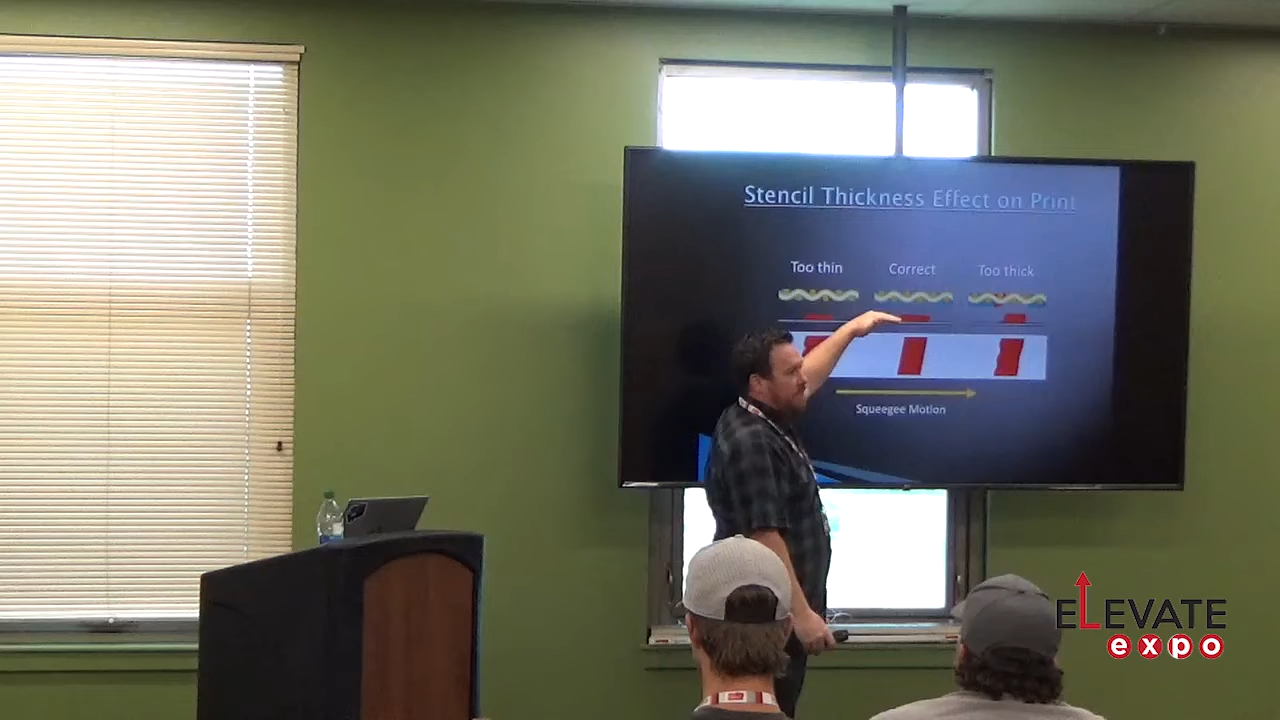 Stencil Thickness Effect on Print
Too thin Correct Too thick
Squeegee Motion
ELEVATE
expo